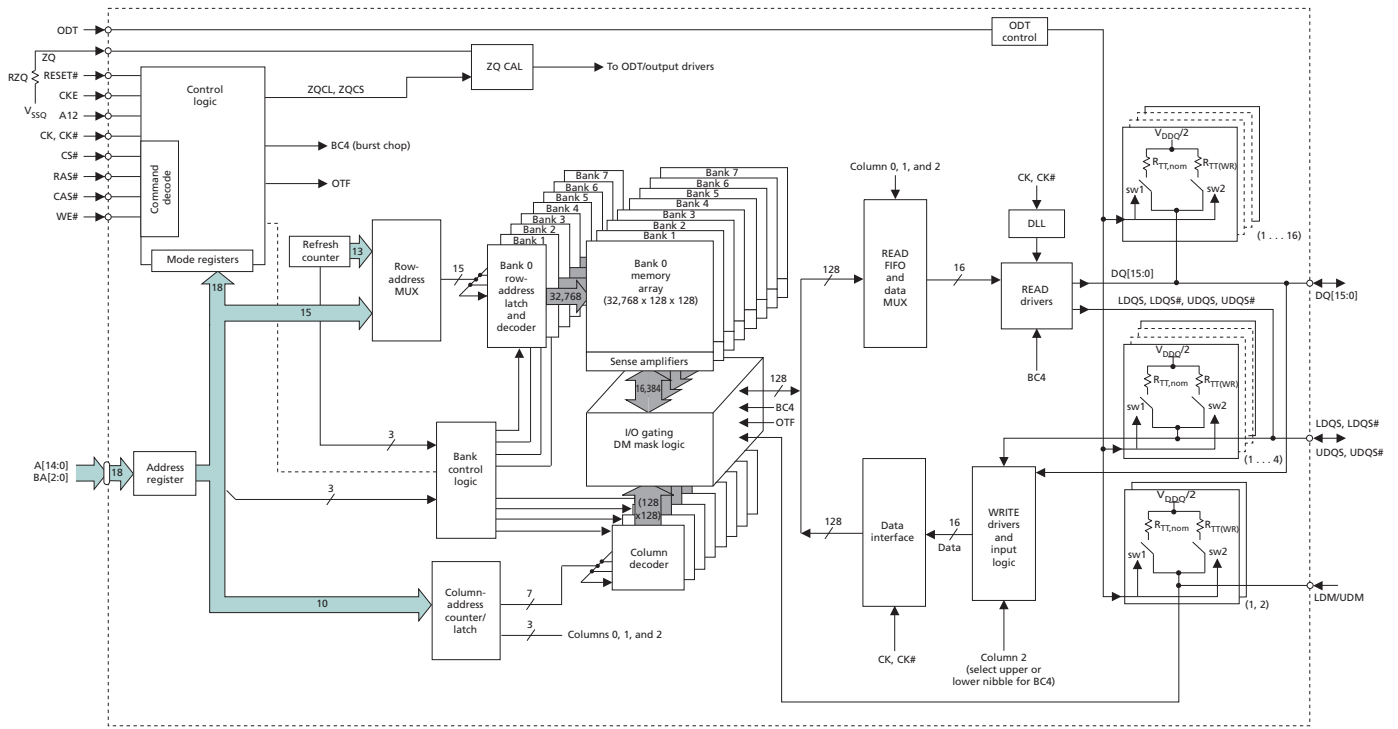 ODT
ODT
control
ZQ
RZQ
VSSQ
RESET#
CKE
A12
CK, CK#
CS#
RAS#
CAS#
WE#
Control
logic
Command
decode
Mode registers
ZQCL, ZQCS
ZQ CAL
To ODT/output drivers
BC4 (burst chop)
OTF
Refresh
counter
13
Row-
address
MUX
15
18
15
Bank 7
Bank 6
Bank 5
Bank 4
Bank 3
Bank 2
Bank 1
Bank 0
row-
address
latch
and
decoder
32,768
Bank 7
Bank 6
Bank 5
Bank 4
Bank 3
Bank 2
Bank 1
Bank 0
memory
array
(32,768 x 128 x 128)
Sense amplifiers
16,384
I/O gating
DM mask logic
128
BC4
OTF
(128
x128)
Column
decoder
3
3
Bank
control
logic
A[14:0]
BA[2:0]
18
Address
register
10
Column-
address
counter/
latch
7
3
Columns 0, 1, and 2
Column 0, 1, and 2
128
READ
FIFO
and
data
MUX
16
CK, CK#
DLL
READ
drivers
BC4
DQ[15:0]
LDQS, LDQS#, UDQS, UDQS#
128
Data
interface
CK, CK#
16
Data
WRITE
drivers
and
input
logic
Column 2
(select upper or
lower nibble for BC4)
VDDQ/2
RTT,nom
RTT(WR)
sw1
sw2
(1 . . . 16)
DQ[15:0]
VDDQ/2
RTT,nom
RTT(WR)
sw1
sw2
(1 . . . 4)
LDQS, LDQS#
UDQS, UDQS#
VDDQ/2
RTT,nom
RTT(WR)
sw1
sw2
(1, 2)
LDM/UDM